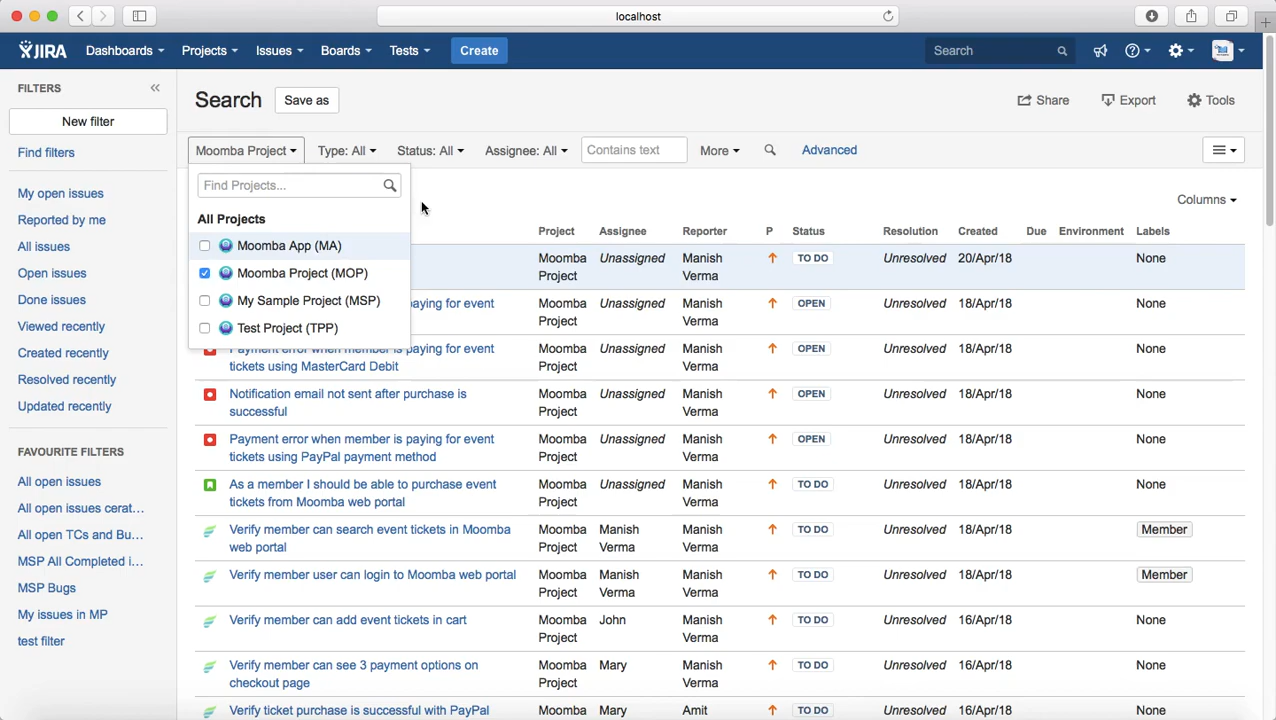 localhost
JIRA Dashboards Projects Issues Boards Tests Create Search
FILTERS
New filter
Find filters
My open issues
Reported by me
All issues
Open issues
Done issues
Viewed recently
Created recently
Resolved recently
Updated recently
FAVOURITE FILTERS
All open issues
All open issues cerat...
All open TCs and Bu...
MSP All Completed i...
MSP Bugs
My issues in MP
test filter
Search Save as Share Export Tools
Moomba Project Type: All Status: All Assignee: All Contains text More Advanced
Find Projects...
All Projects
Moomba App (MA)
Moomba Project (MOP)
My Sample Project (MSP)
Test Project (TPP)
Columns
Project Assignee Reporter P Status Resolution Created Due Environment Labels
Moomba Unassigned Manish TO DO Unresolved 20/Apr/18 None
Project Verma
paying for event Moomba Unassigned Manish OPEN Unresolved 18/Apr/18 None
Project Verma
Payment error when member is paying for event Moomba Unassigned Manish OPEN Unresolved 18/Apr/18 None
tickets using MasterCard Debit Project Verma
Notification email not sent after purchase is Moomba Unassigned Manish OPEN Unresolved 18/Apr/18 None
successful Project Verma
Payment error when member is paying for event Moomba Unassigned Manish OPEN Unresolved 18/Apr/18 None
tickets using PayPal payment method Project Verma
As a member I should be able to purchase event Moomba Unassigned Manish TO DO Unresolved 18/Apr/18 None
tickets from Moomba web portal Project Verma
Verify member can search event tickets in Moomba Moomba Manish Manish TO DO Unresolved 18/Apr/18 Member
web portal Project Verma Verma
Verify member user can login to Moomba web portal Moomba Manish Manish TO DO Unresolved 18/Apr/18 Member
Project Verma Verma
Verify member can add event tickets in cart Moomba John Manish TO DO Unresolved 16/Apr/18 None
Project Verma
Verify member can see 3 payment options on Moomba Mary Manish TO DO Unresolved 16/Apr/18 None
checkout page Project Verma
Verify ticket purchase is successful with PayPal Moomba Mary Amit TO DO Unresolved 16/Apr/18 None